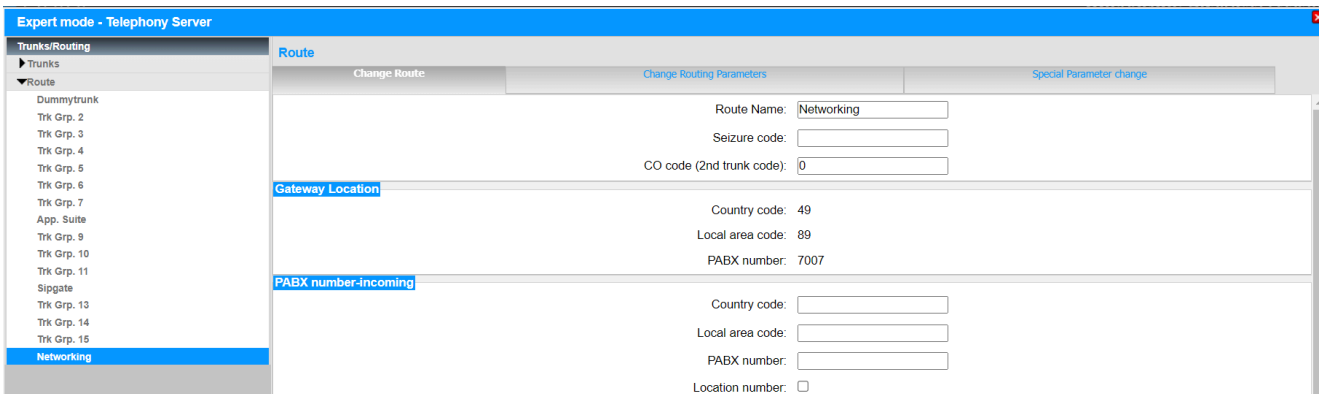 Expert mode - Telephony Server
Trunks/Routing
Trunks
Route
Dummytrunk
Trk Grp. 2
Trk Grp. 3
Trk Grp. 4
Trk Grp. 5
Trk Grp. 6
Trk Grp. 7
App. Suite
Trk Grp. 9
Trk Grp. 10
Trk Grp. 11
Sipgate
Trk Grp. 13
Trk Grp. 14
Trk Grp. 15
Networking
Route
Change Route Change Routing Parameters Special Parameter change
Route Name: Networking
Seizure code:
CO code (2nd trunk code): 0
Gateway Location
Country code: 49
Local area code: 89
PABX number: 7007
PABX number-incoming
Country code:
Local area code:
PABX number:
Location number: